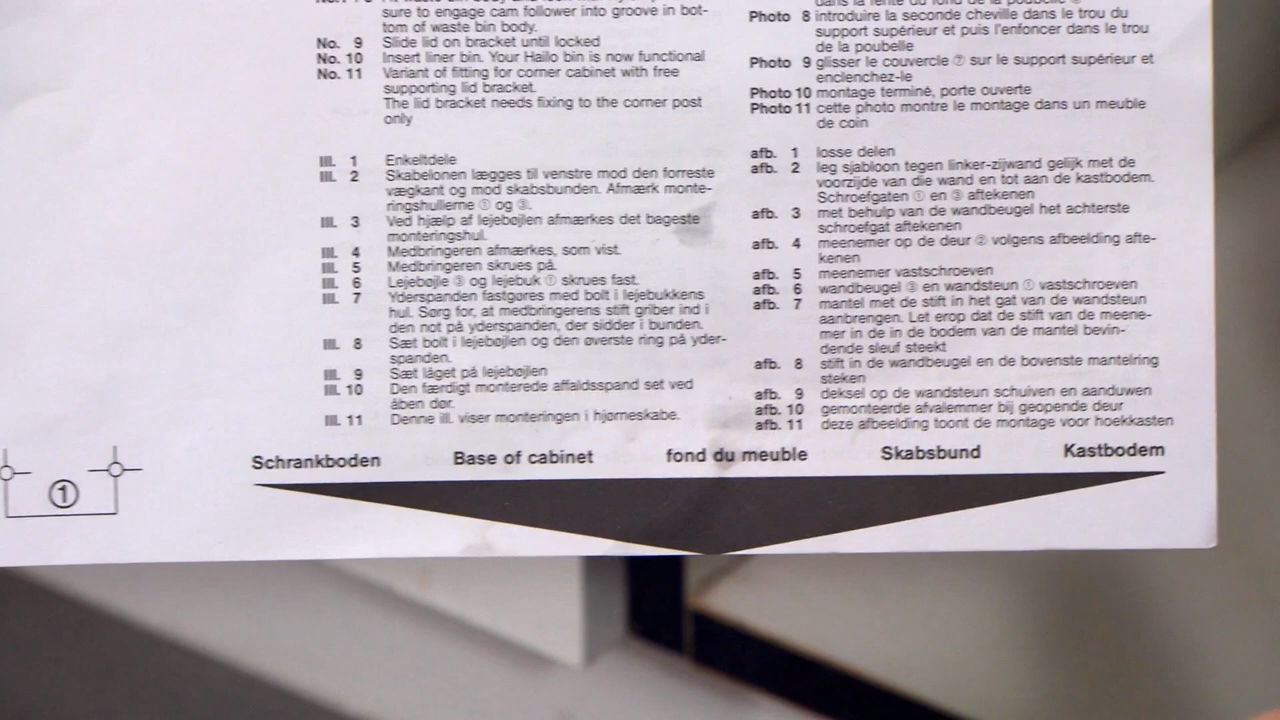 sure to engage cam follower into groove in bot-
tom of waste bin body.
No. 9 Slide lid on bracket until locked
No. 10 Insert liner bin. Your Hailo bin is now functional
No. 11 Variant of fitting for corner cabinet with free
supporting lid bracket.
The lid bracket needs fixing to the corner post
only
Ill. 1 Enkeltdele
Ill. 2 Skabelonen lægges til venstre mod den forreste
vægkant og mod skabsbunden. Afmærk monte-
ringshullerne ① og ③.
Ill. 3 Ved hjælp af lejebøjlen afmærkes det bageste
monteringshul.
Ill. 4 Medbringeren afmærkes, som vist.
Ill. 5 Medbringeren skrues på.
Ill. 6 Lejebøjle ③ og lejebuk ① skrues fast.
Ill. 7 Yderspanden fastgøres med bolt i lejebukkens
hul. Sørg for, at medbringerens stift griber ind i
den not på yderspanden, der sidder i bunden.
Ill. 8 Sæt bolt i lejebøjlen og den øverste ring på yder-
spanden.
Ill. 9 Sæt låget på lejebøjlen
Ill. 10 Den færdigt monterede affaldsspand set ved
åben dør.
Ill. 11 Denne ill. viser monteringen i hjørneskabe.
dans la fente du fond de la poubelle
Photo 8 introduire la seconde cheville dans le trou du
support supérieur et puis l'enfoncer dans le trou
de la poubelle
Photo 9 glisser le couvercle ⑦ sur le support supérieur et
enclenchez-le
Photo 10 montage terminé, porte ouverte
Photo 11 cette photo montre le montage dans un meuble
de coin
afb. 1 losse delen
afb. 2 leg sjabloon tegen linker-zijwand gelijk met de
voorzijde van die wand en tot aan de kastbodem.
Schroefgaten ① en ③ aftekenen
afb. 3 met behulp van de wandbeugel het achterste
schroefgat aftekenen
afb. 4 meenemer op de deur ② volgens afbeelding afte-
kenen
afb. 5 meenemer vastschroeven
afb. 6 wandbeugel ③ en wandsteun ① vastschroeven
afb. 7 mantel met de stift in het gat van de wandsteun
aanbrengen. Let erop dat de stift van de meene-
mer in de in de bodem van de mantel bevin-
dende sleuf steekt
afb. 8 stift in de wandbeugel en de bovenste mantelring
steken
afb. 9 deksel op de wandsteun schuiven en aanduwen
afb. 10 gemonteerde afvalemmer bij geopende deur
afb. 11 deze afbeelding toont de montage voor hoekkasten
①
Schrankboden Base of cabinet fond du meuble Skabsbund Kastbodem